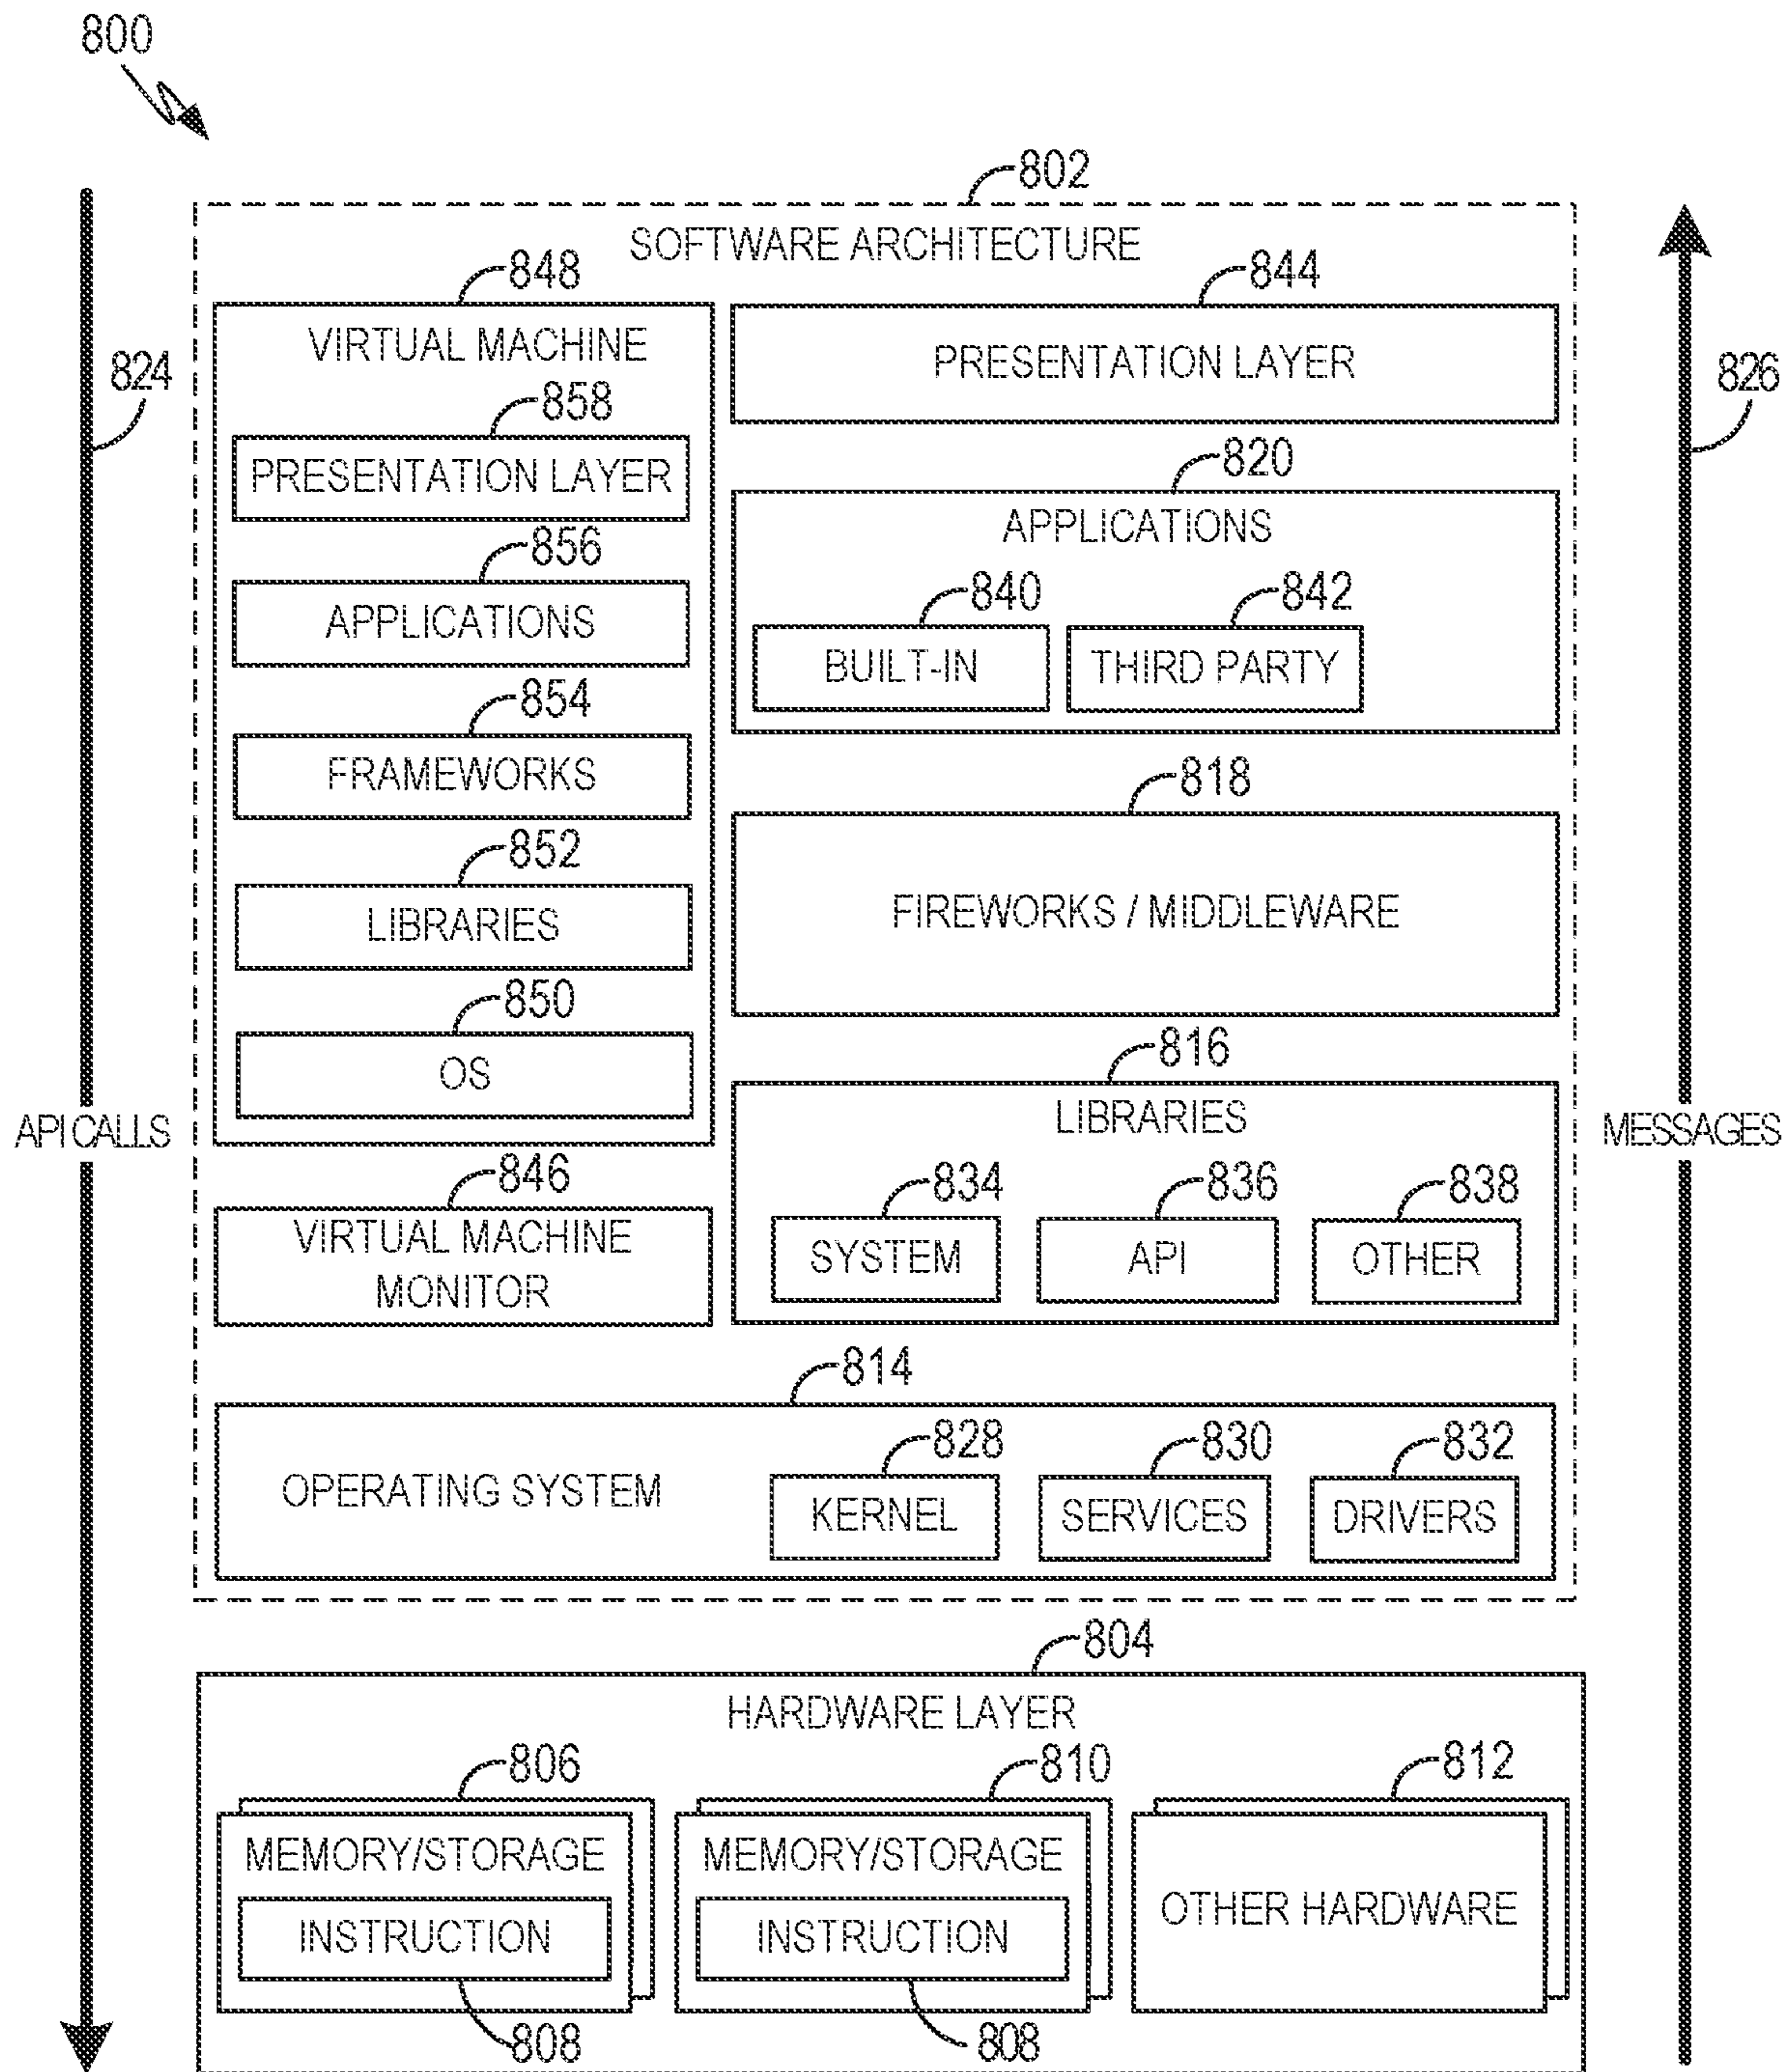 800
802
SOFTWARE ARCHITECTURE
848
844
VIRTUAL MACHINE
PRESENTATION LAYER
824
826
858
PRESENTATION LAYER
820
APPLICATIONS
856
APPLICATIONS
840
842
BUILT-IN
THIRD PARTY
854
FRAMEWORKS
818
FIREWORKS / MIDDLEWARE
852
LIBRARIES
850
OS
816
LIBRARIES
API CALLS
MESSAGES
846
VIRTUAL MACHINE
MONITOR
834
836
838
SYSTEM
API
OTHER
814
OPERATING SYSTEM
828
830
832
KERNEL
SERVICES
DRIVERS
804
HARDWARE LAYER
806
810
812
MEMORY/STORAGE
MEMORY/STORAGE
OTHER HARDWARE
INSTRUCTION
INSTRUCTION
808
808